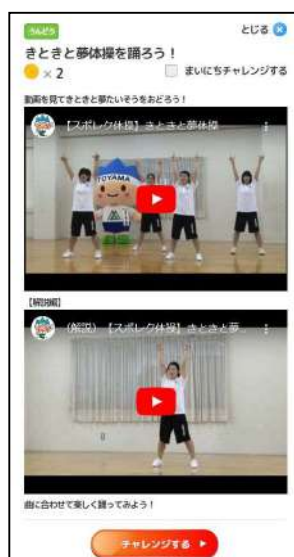 うんどう
とじる
きときと夢体操を踊ろう!
× 2
まいにちチャレンジする
動画を見てきときと夢たいそうをおどろう!
【スポレク体操】きときと夢体操
TOYAMA
【解説編】
(解説)【スポレク体操】きときと夢...
曲に合わせて楽しく踊ってみよう!
チャレンジする